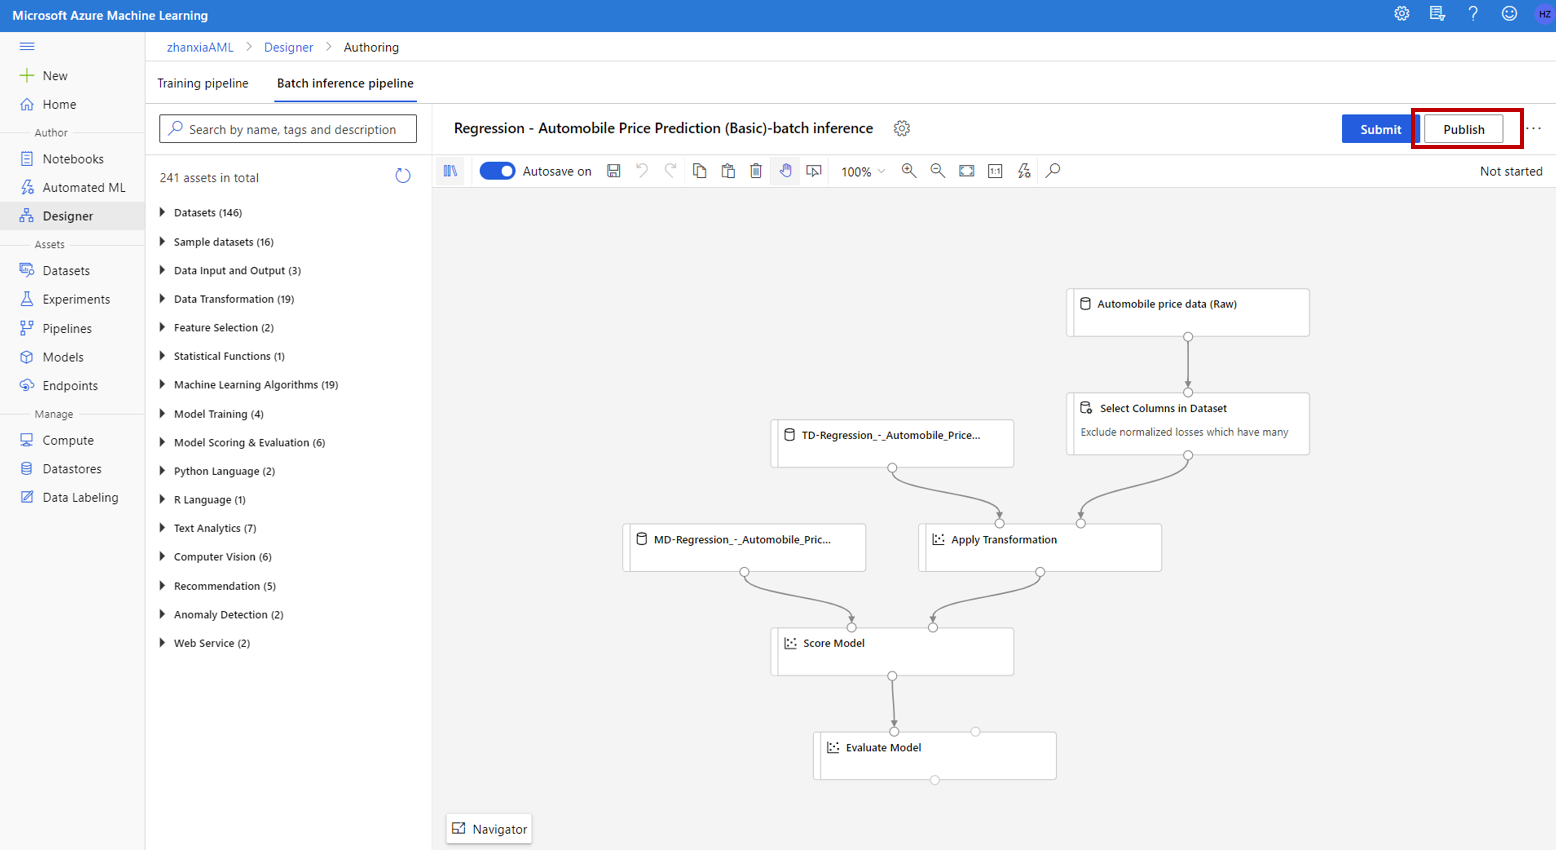 Microsoft Azure Machine Learning
HZ
zhanxiaAML > Designer > Authoring
New
Home
Author
Notebooks
Automated ML
Designer
Assets
Datasets
Experiments
Pipelines
Models
Endpoints
Manage
Compute
Datastores
Data Labeling
Training pipeline
Batch inference pipeline
Search by name, tags and description
241 assets in total
Datasets (146)
Sample datasets (16)
Data Input and Output (3)
Data Transformation (19)
Feature Selection (2)
Statistical Functions (1)
Machine Learning Algorithms (19)
Model Training (4)
Model Scoring & Evaluation (6)
Python Language (2)
R Language (1)
Text Analytics (7)
Computer Vision (6)
Recommendation (5)
Anomaly Detection (2)
Web Service (2)
Regression - Automobile Price Prediction (Basic)-batch inference
Submit
Publish
...
Autosave on
100%
1:1
Not started
Automobile price data (Raw)
Select Columns in Dataset
Exclude normalized losses which have many
TD-Regression_-_Automobile_Price...
MD-Regression_-_Automobile_Pric...
Apply Transformation
Score Model
Evaluate Model
Navigator